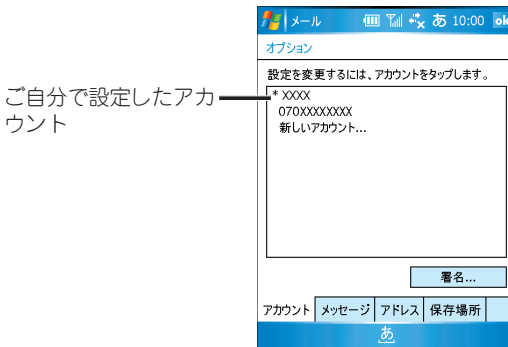 メール
あ 10:00 ok
オプション
設定を変更するには、アカウントをタップします。
ご自分で設定したアカ
ウント
* XXXX
070XXXXXXXX
新しいアカウント...
署名...
アカウント メッセージ アドレス 保存場所
あ